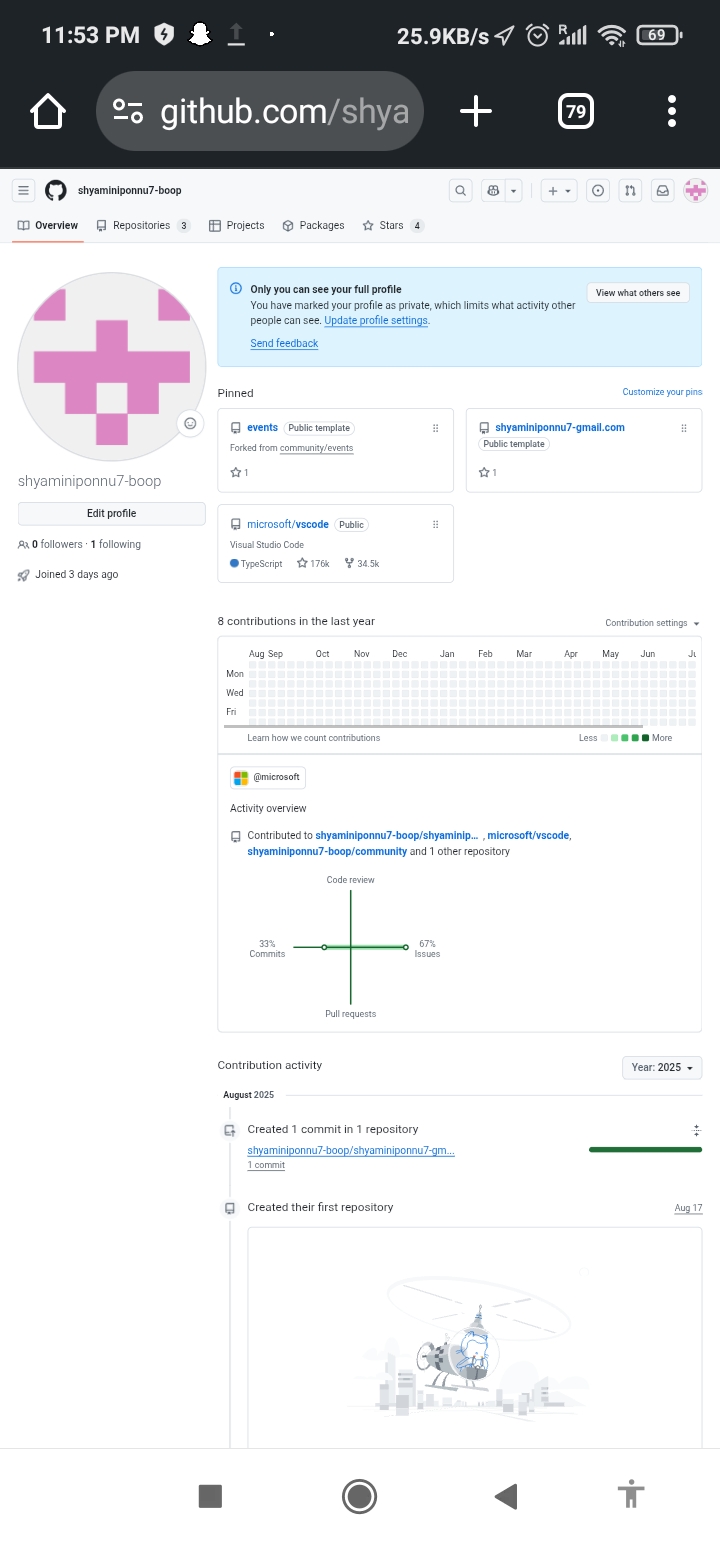 11:53 PM
25.9KB/s
R
69
github.com/shya
79
shyaminiponnu7-boop
Overview
Repositories 3
Projects
Packages
Stars 4
Only you can see your full profile
You have marked your profile as private, which limits what activity other
people can see. Update profile settings.
Send feedback
View what others see
shyaminiponnu7-boop
Edit profile
0 followers · 1 following
Joined 3 days ago
Pinned
Customize your pins
events Public template
Forked from community/events
1
shyaminiponnu7-gmail.com
Public template
1
microsoft/vscode Public
Visual Studio Code
TypeScript 176k 34.5k
8 contributions in the last year
Contribution settings
Aug Sep Oct Nov Dec Jan Feb Mar Apr May Jun Ju
Mon
Wed
Fri
Learn how we count contributions
Less More
@microsoft
Activity overview
Contributed to shyaminiponnu7-boop/shyaminip... , microsoft/vscode,
shyaminiponnu7-boop/community and 1 other repository
Code review
33%
Commits
67%
Issues
Pull requests
Contribution activity
Year: 2025
August 2025
Created 1 commit in 1 repository
shyaminiponnu7-boop/shyaminiponnu7-gm...
1 commit
Created their first repository
Aug 17